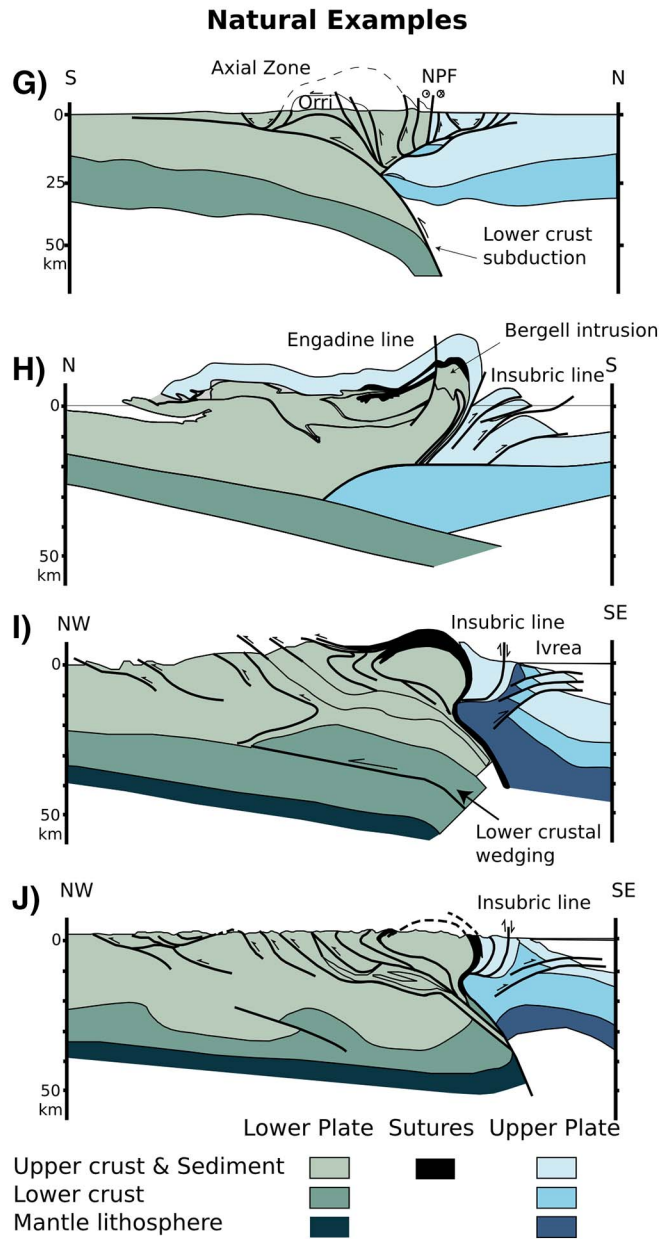 Natural Examples
G)
S
Axial Zone
NPF
N
Orri
0
25
50
km
Lower crust
subduction
H)
N
Engadine line
Bergell intrusion
Insubric line
S
0
50
km
I)
NW
Insubric line
SE
Ivrea
0
50
km
Lower crustal
wedging
J)
NW
Insubric line
SE
0
50
km
Lower Plate Sutures Upper Plate
Upper crust & Sediment
Lower crust
Mantle lithosphere